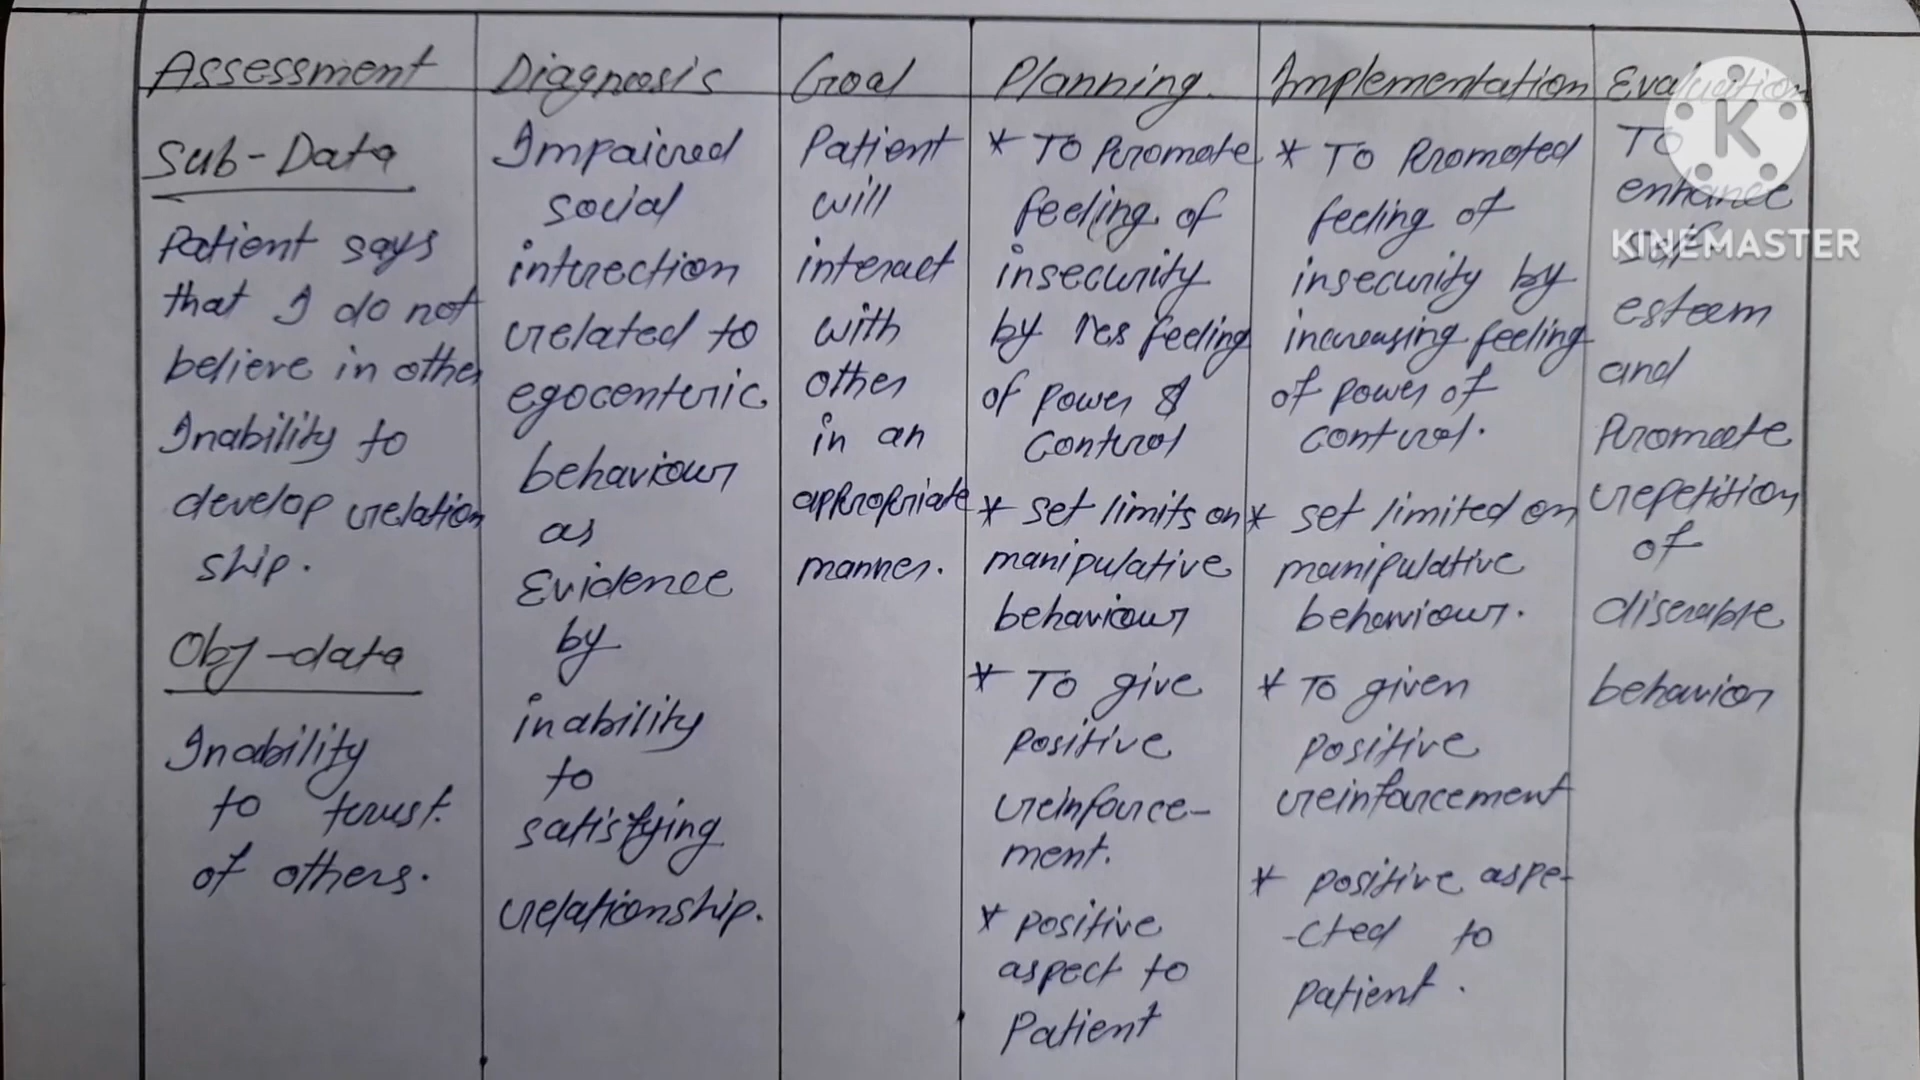 Assessment
Sub-Data
Patient says
that I do not
believe in other
Inability to
develop relation
ship.
Obj-data
Inability
to trust.
of others.
Diagnosis
Impaired
social
interection
related to
egocentric
behaviour
as
Evidence
by
inability
to
satisfying
relationship.
Goal
Patient
will
interact
with
other
in an
appropriate
manner.
Planning.
* To Promote
feeling of
insecurity
by feeling
of power &
control
* set limits on
manipulative
behaviour
* To give
positive
reinforce-
ment.
* positive
aspect to
Patient
Implementation
* To Promoted
feeling of
insecurity by
increasing feeling
of power of
control.
* set limited on
manipulative
behaviour.
* To given
positive
reinforcement
* positive aspe-
-cted to
patient.
Evaluation
To
enhance
self
esteem
and
Promote
repetition
of
behavior
K
KINEMASTER